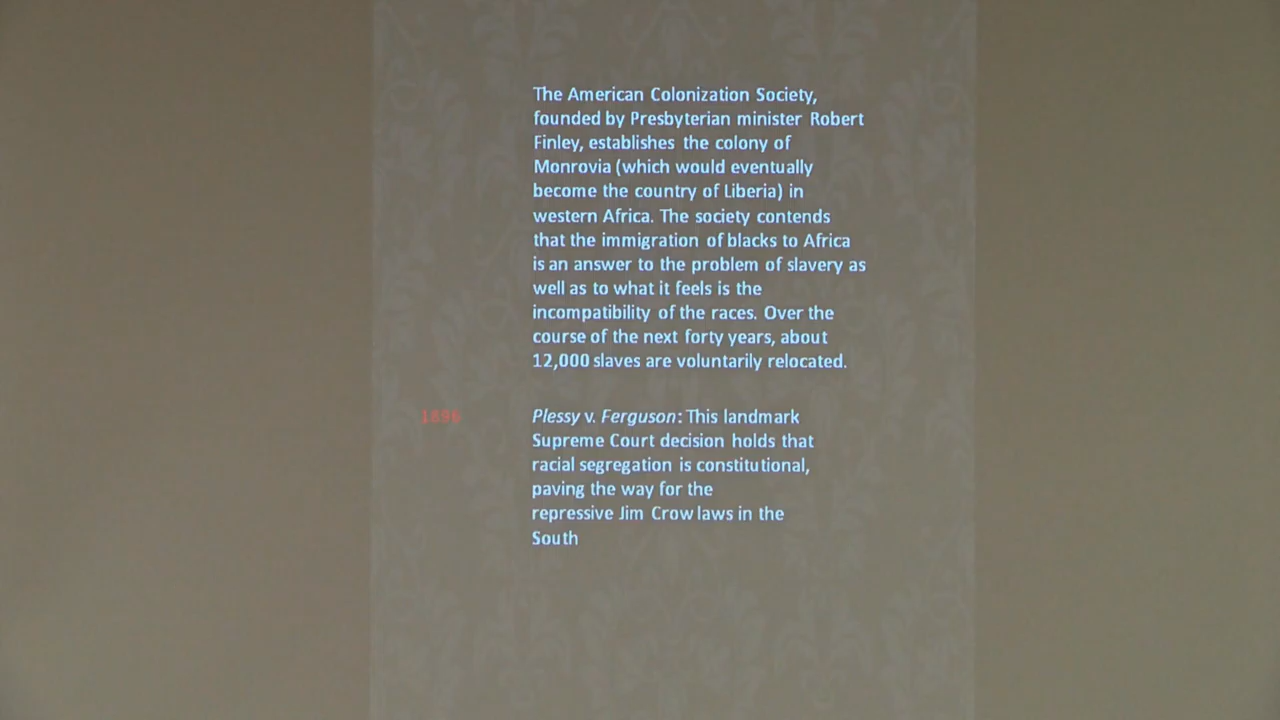 The American Colonization Society,
founded by Presbyterian minister Robert
Finley, establishes the colony of
Monrovia (which would eventually
become the country of Liberia) in
western Africa. The society contends
that the immigration of blacks to Africa
is an answer to the problem of slavery as
well as to what it feels is the
incompatibility of the races. Over the
course of the next forty years, about
12,000 slaves are voluntarily relocated.
1896 Plessy v. Ferguson: This landmark
Supreme Court decision holds that
racial segregation is constitutional,
paving the way for the
repressive Jim Crow laws in the
South